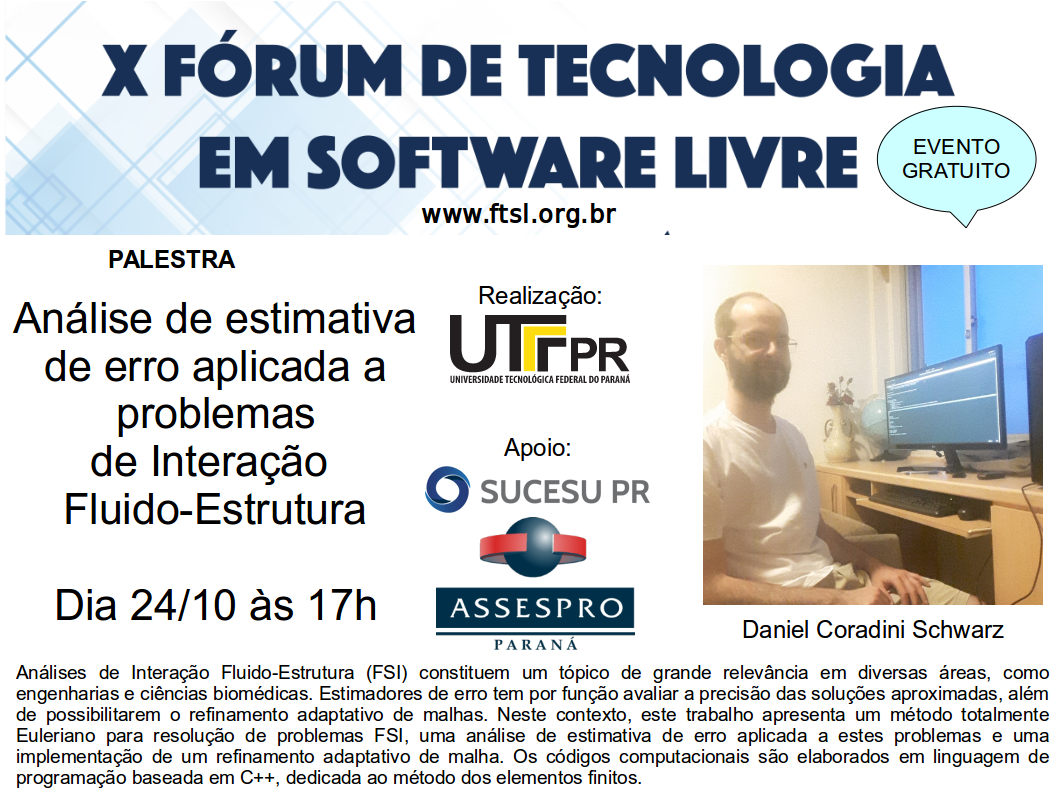 X FÓRUM DE TECNOLOGIA
EM SOFTWARE LIVRE
EVENTO
GRATUITO
www.ftsl.org.br
PALESTRA
Análise de estimativa
de erro aplicada a
problemas
de Interação
Fluido-Estrutura
Dia 24/10 às 17h
Realização:
UTFPR
UNIVERSIDADE TECNOLÓGICA FEDERAL DO PARANÁ
Apoio:
SUCESU PR
ASSESPRO
PARANÁ
Daniel Coradini Schwarz
Análises de Interação Fluido-Estrutura (FSI) constituem um tópico de grande relevância em diversas áreas, como
engenharias e ciências biomédicas. Estimadores de erro tem por função avaliar a precisão das soluções aproximadas, além
de possibilitarem o refinamento adaptativo de malhas. Neste contexto, este trabalho apresenta um método totalmente
Euleriano para resolução de problemas FSI, uma análise de estimativa de erro aplicada a estes problemas e uma
implementação de um refinamento adaptativo de malha. Os códigos computacionais são elaborados em linguagem de
programação baseada em C++, dedicada ao método dos elementos finitos.